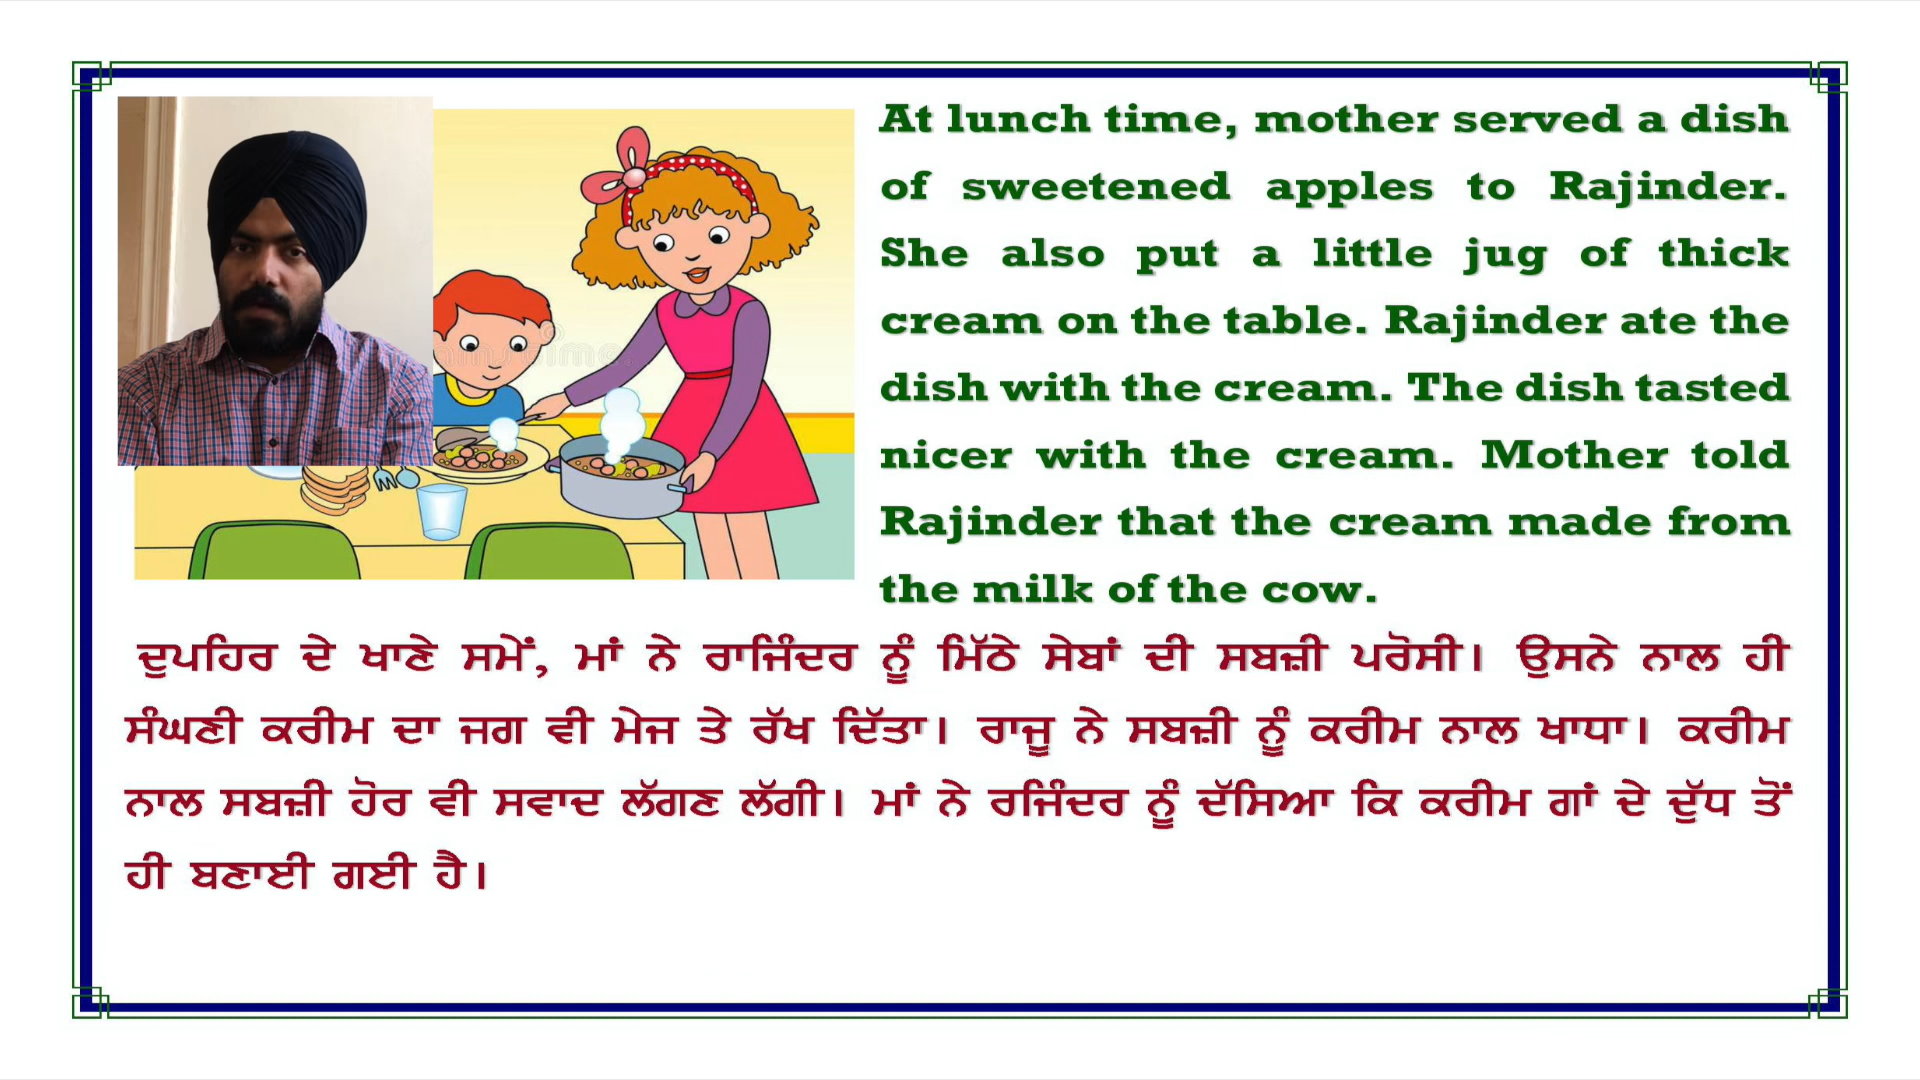 At lunch time, mother served a dish
of sweetened apples to Rajinder.
She also put a little jug of thick
cream on the table. Rajinder ate the
dish with the cream. The dish tasted
nicer with the cream. Mother told
Rajinder that the cream made from
the milk of the cow.
ਦੁਪਹਿਰ ਦੇ ਖਾਣੇ ਸਮੇਂ, ਮਾਂ ਨੇ ਰਾਜਿੰਦਰ ਨੂੰ ਮਿੱਠੇ ਸੇਬਾਂ ਦੀ ਸਬਜ਼ੀ ਪਰੋਸੀ। ਉਸਨੇ ਨਾਲ ਹੀ
ਸੰਘਣੀ ਕਰੀਮ ਦਾ ਜਗ ਵੀ ਮੇਜ ਤੇ ਰੱਖ ਦਿੱਤਾ। ਰਾਜੂ ਨੇ ਸਬਜ਼ੀ ਨੂੰ ਕਰੀਮ ਨਾਲ ਖਾਧਾ। ਕਰੀਮ
ਨਾਲ ਸਬਜ਼ੀ ਹੋਰ ਵੀ ਸਵਾਦ ਲੱਗਣ ਲੱਗੀ। ਮਾਂ ਨੇ ਰਜਿੰਦਰ ਨੂੰ ਦੱਸਿਆ ਕਿ ਕਰੀਮ ਗਾਂ ਦੇ ਦੁੱਧ ਤੋਂ
ਹੀ ਬਣਾਈ ਗਈ ਹੈ।